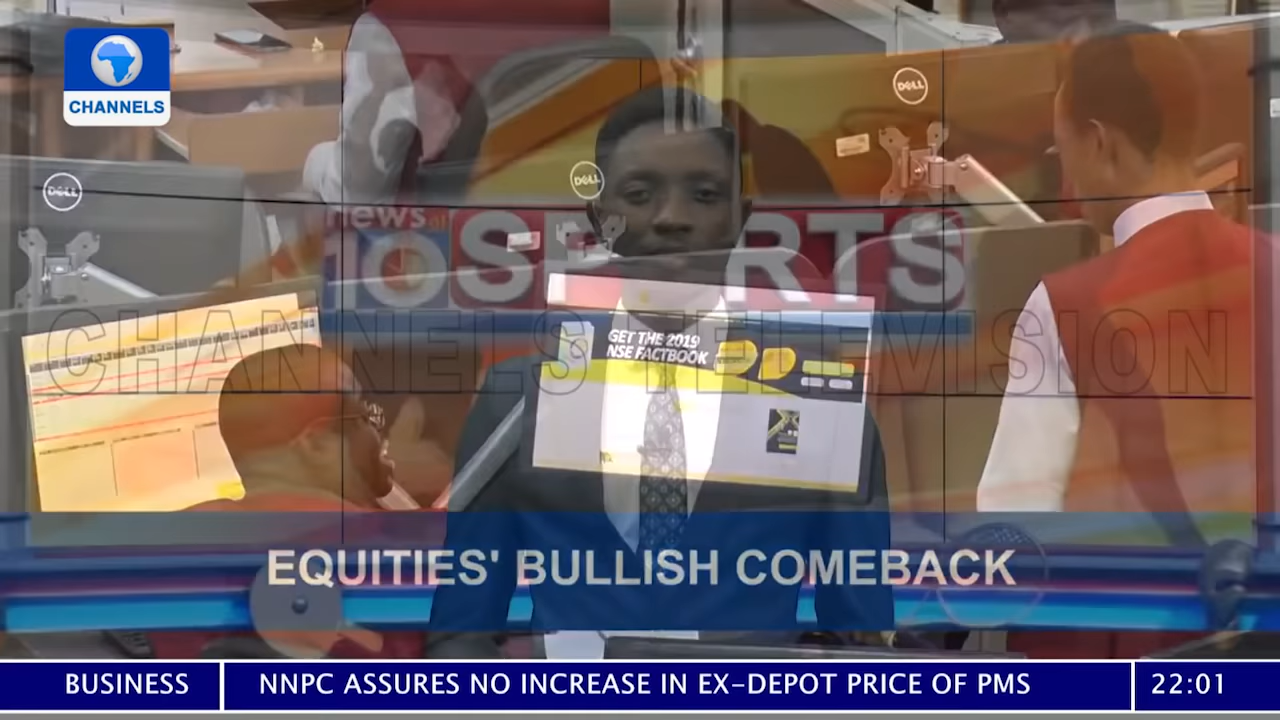 CHANNELS
DELL
DELL
DELL
news at
10 SPORTS
CHANNELS TELEVISION
GET THE 2019
NSE FACTBOOK
EQUITIES' BULLISH COMEBACK
BUSINESS
NNPC ASSURES NO INCREASE IN EX-DEPOT PRICE OF PMS
22:01